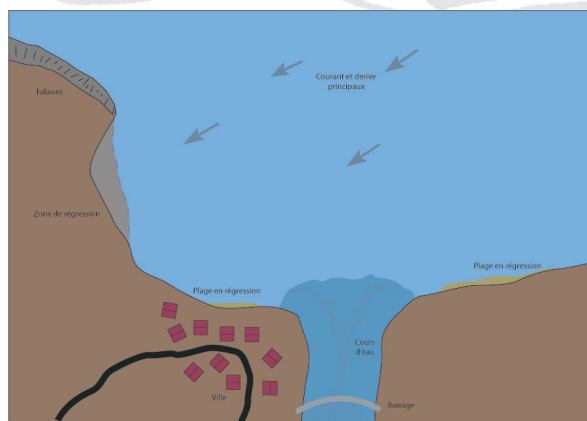 Courant et derive
principaux
Falaises
Zone de régression
Plage en régression
Plage en régression
Cours
d'eau
Ville
Barrage